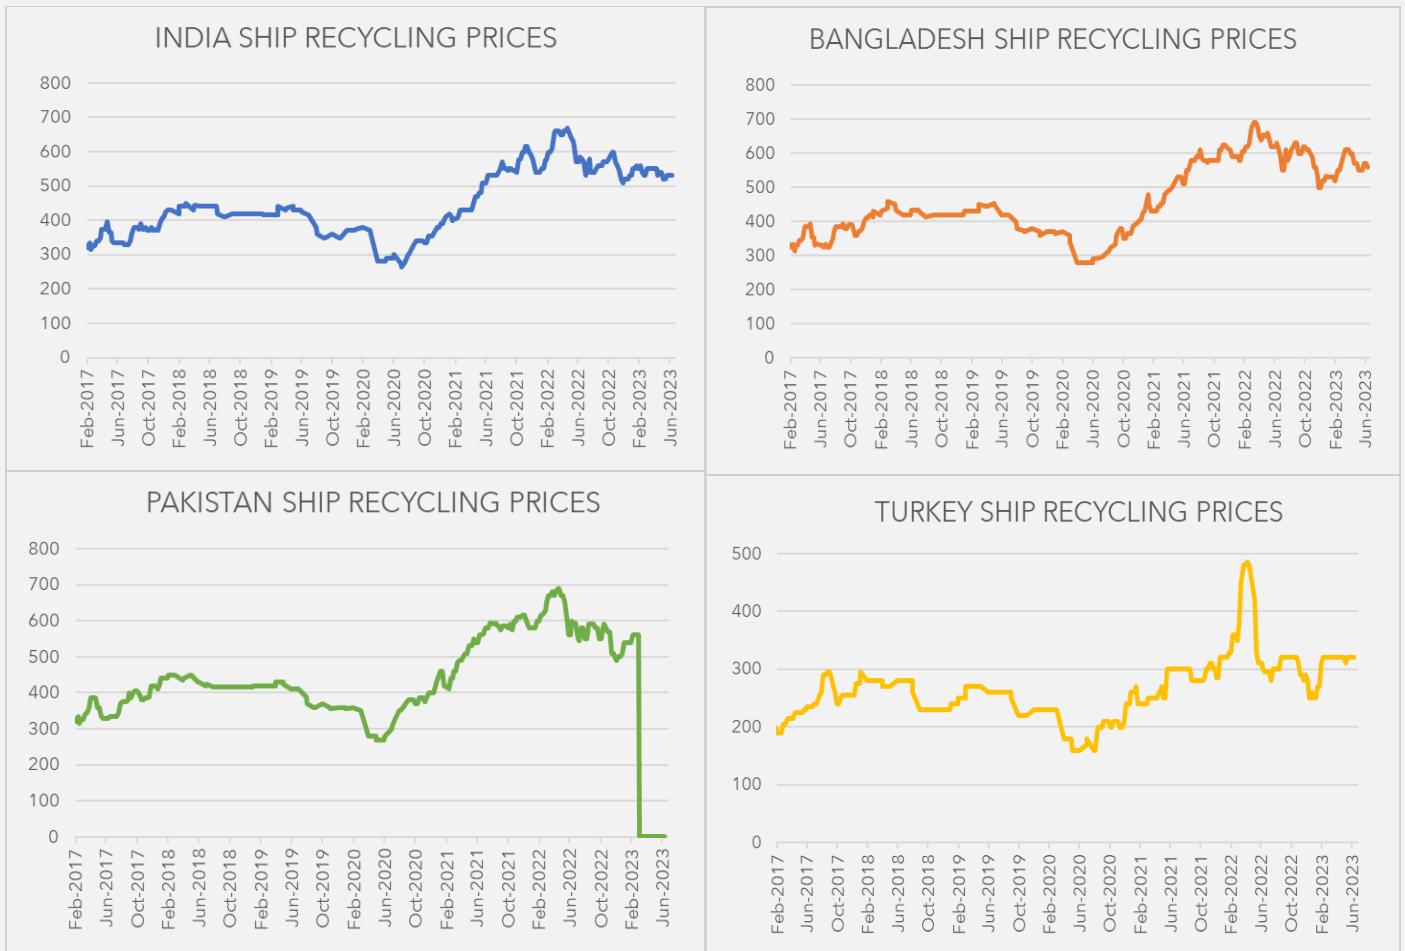 INDIA SHIP RECYCLING PRICES
800
700
600
500
400
300
200
100
0
Feb-2017
Jun-2017
Oct-2017
Feb-2018
Jun-2018
Oct-2018
Feb-2019
Jun-2019
Oct-2019
Feb-2020
Jun-2020
Oct-2020
Feb-2021
Jun-2021
Oct-2021
Feb-2022
Jun-2022
Oct-2022
Feb-2023
Jun-2023
BANGLADESH SHIP RECYCLING PRICES
800
700
600
500
400
300
200
100
0
Feb-2017
Jun-2017
Oct-2017
Feb-2018
Jun-2018
Oct-2018
Feb-2019
Jun-2019
Oct-2019
Feb-2020
Jun-2020
Oct-2020
Feb-2021
Jun-2021
Oct-2021
Feb-2022
Jun-2022
Oct-2022
Feb-2023
Jun-2023
PAKISTAN SHIP RECYCLING PRICES
800
700
600
500
400
300
200
100
0
Feb-2017
Jun-2017
Oct-2017
Feb-2018
Jun-2018
Oct-2018
Feb-2019
Jun-2019
Oct-2019
Feb-2020
Jun-2020
Oct-2020
Feb-2021
Jun-2021
Oct-2021
Feb-2022
Jun-2022
Oct-2022
Feb-2023
Jun-2023
TURKEY SHIP RECYCLING PRICES
500
400
300
200
100
0
Feb-2017
Jun-2017
Oct-2017
Feb-2018
Jun-2018
Oct-2018
Feb-2019
Jun-2019
Oct-2019
Feb-2020
Jun-2020
Oct-2020
Feb-2021
Jun-2021
Oct-2021
Feb-2022
Jun-2022
Oct-2022
Feb-2023
Jun-2023